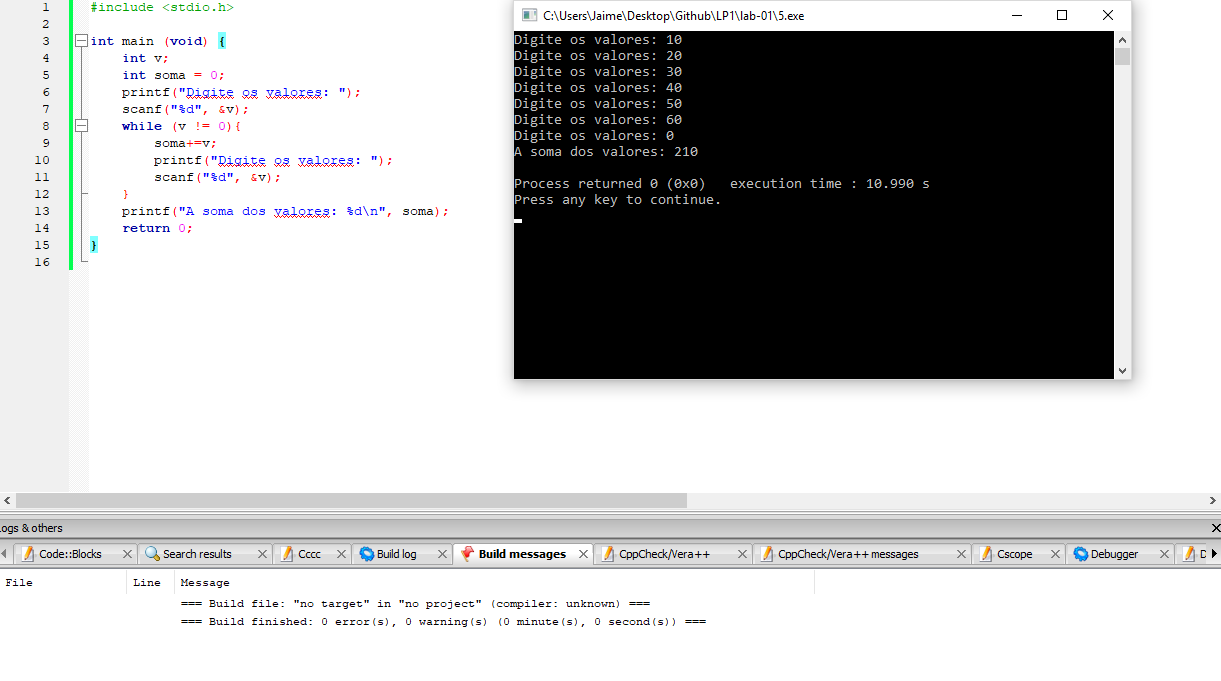 1 #include <stdio.h>
2
3 int main (void) {
4 int v;
5 int soma = 0;
6 printf("Digite os valores: ");
7 scanf("%d", &v);
8 while (v != 0){
9 soma+=v;
10 printf("Digite os valores: ");
11 scanf("%d", &v);
12 }
13 printf("A soma dos valores: %d\n", soma);
14 return 0;
15 }
16
C:\Users\Jaime\Desktop\Github\LP1\lab-01\5.exe
Digite os valores: 10
Digite os valores: 20
Digite os valores: 30
Digite os valores: 40
Digite os valores: 50
Digite os valores: 60
Digite os valores: 0
A soma dos valores: 210
Process returned 0 (0x0) execution time : 10.990 s
Press any key to continue.
ogs & others
Code::Blocks Search results Cccc Build log Build messages CppCheck/Vera++ CppCheck/Vera++ messages Cscope Debugger D
File Line Message
=== Build file: "no target" in "no project" (compiler: unknown) ===
=== Build finished: 0 error(s), 0 warning(s) (0 minute(s), 0 second(s)) ===